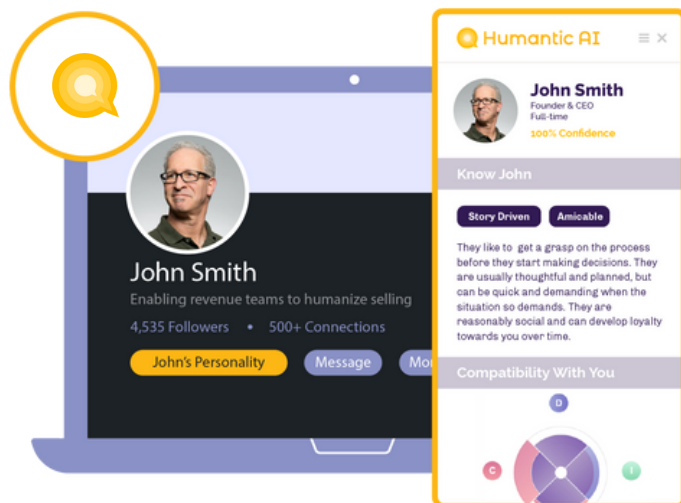 John Smith
Enabling revenue teams to humanize selling
4,535 Followers • 500+ Connections
John's Personality
Message
Humantic AI
John Smith
Founder & CEO
Full-time
100% Confidence
Know John
Story Driven
Amicable
They like to get a grasp on the process
before they start making decisions. They
are usually thoughtful and planned, but
can be quick and demanding when the
situation so demands. They are
reasonably social and can develop loyalty
towards you over time.
Compatibility With You
D
C
I